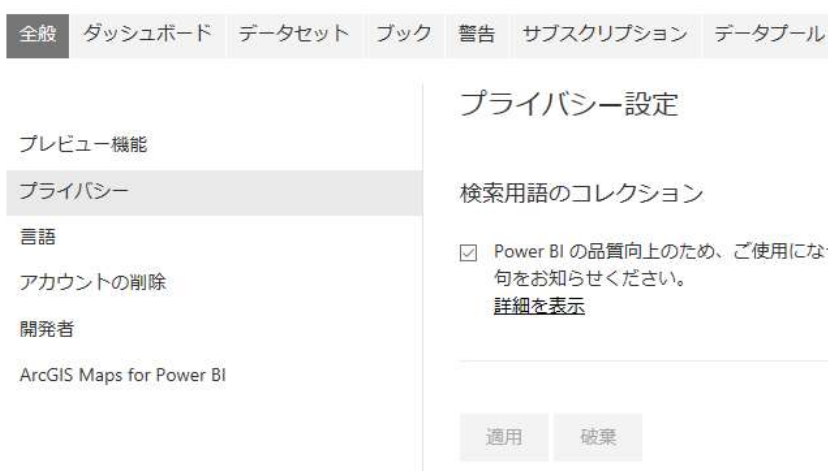 全般 ダッシュボード データセット ブック 警告 サブスクリプション データプール
プレビュー機能
プライバシー
言語
アカウントの削除
開発者
ArcGIS Maps for Power BI
プライバシー設定
検索用語のコレクション
Power BI の品質向上のため、ご使用にな
句をお知らせください。
詳細を表示
適用 破棄